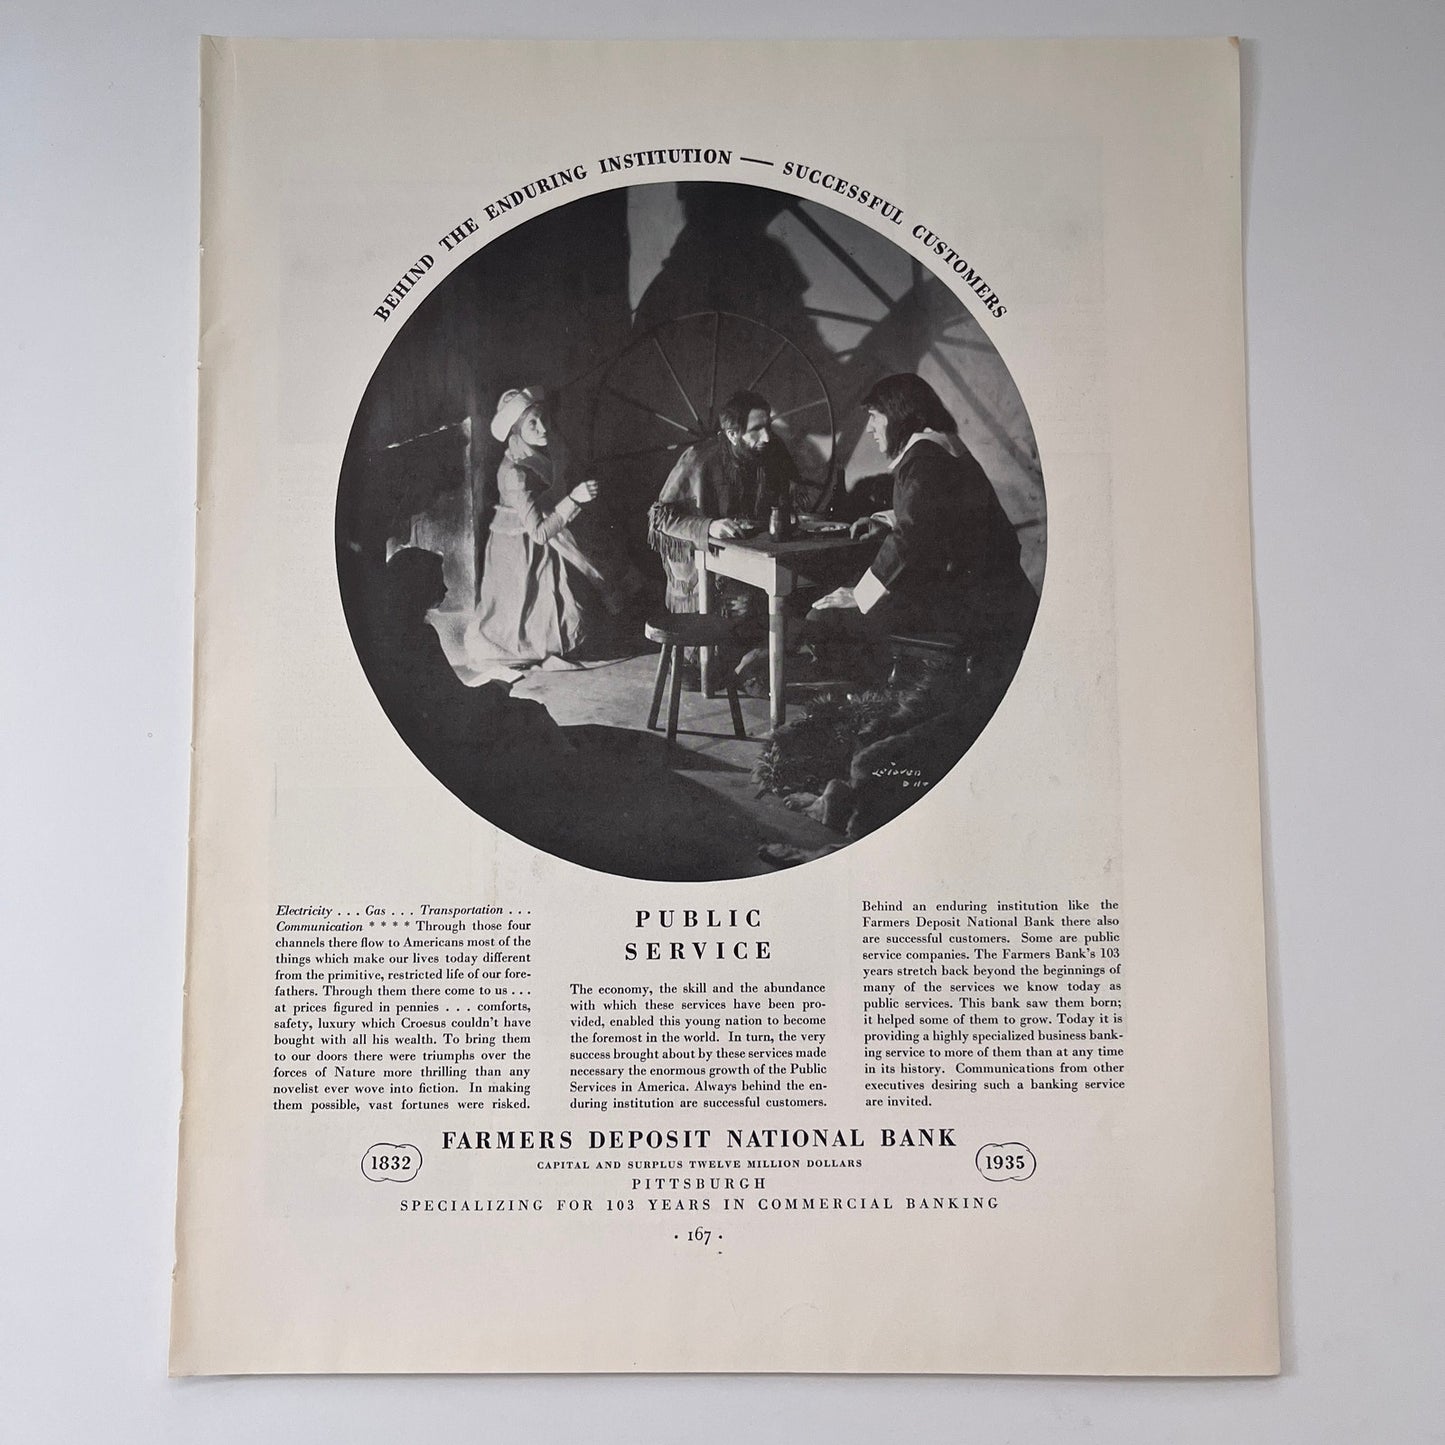 BEHIND THE ENDURING INSTITUTION — SUCCESSFUL CUSTOMERS
Electricity . . . Gas . . . Transportation . . .
Communication * * * * Through those four
channels there flow to Americans most of the
things which make our lives today different
from the primitive, restricted life of our fore-
fathers. Through them there come to us . . .
at prices figured in pennies . . . comforts,
safety, luxury which Croesus couldn't have
bought with all his wealth. To bring them
to our doors there were triumphs over the
forces of Nature more thrilling than any
novelist ever wove into fiction. In making
them possible, vast fortunes were risked.
PUBLIC
SERVICE
The economy, the skill and the abundance
with which these services have been pro-
vided, enabled this young nation to become
the foremost in the world. In turn, the very
success brought about by these services made
necessary the enormous growth of the Public
Services in America. Always behind the en-
during institution are successful customers.
Behind an enduring institution like the
Farmers Deposit National Bank there also
are successful customers. Some are public
service companies. The Farmers Bank's 103
years stretch back beyond the beginnings of
many of the services we know today as
public services. This bank saw them born;
it helped some of them to grow. Today it is
providing a highly specialized business bank-
ing service to more of them than at any time
in its history. Communications from other
executives desiring such a banking service
are invited.
FARMERS DEPOSIT NATIONAL BANK
1832
CAPITAL AND SURPLUS TWELVE MILLION DOLLARS
1935
PITTSBURGH
SPECIALIZING FOR 103 YEARS IN COMMERCIAL BANKING
· 167 ·